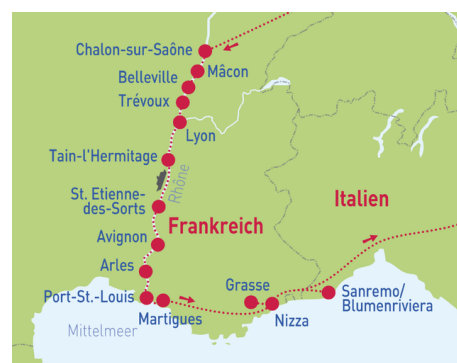 Chalon-sur-Saône
Mâcon
Belleville
Trévoux
Lyon
Tain-l'Hermitage
Rhône
St. Etienne-
des-Sorts
Italien
Frankreich
Avignon
Arles
Grasse
Port-St.-Louis
Sanremo/
Blumenriviera
Martigues
Nizza
Mittelmeer